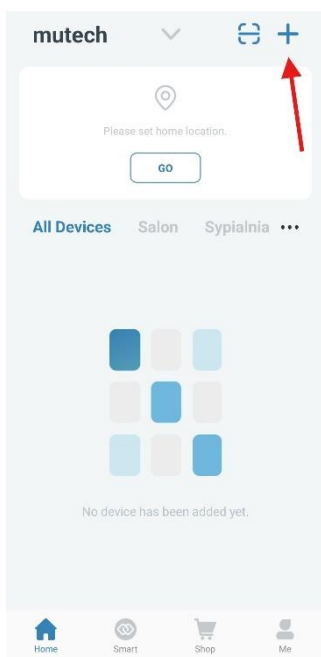 mutech
Please set home location.
GO
All Devices Salon Sypialnia •••
No device has been added yet.
Home Smart Shop Me